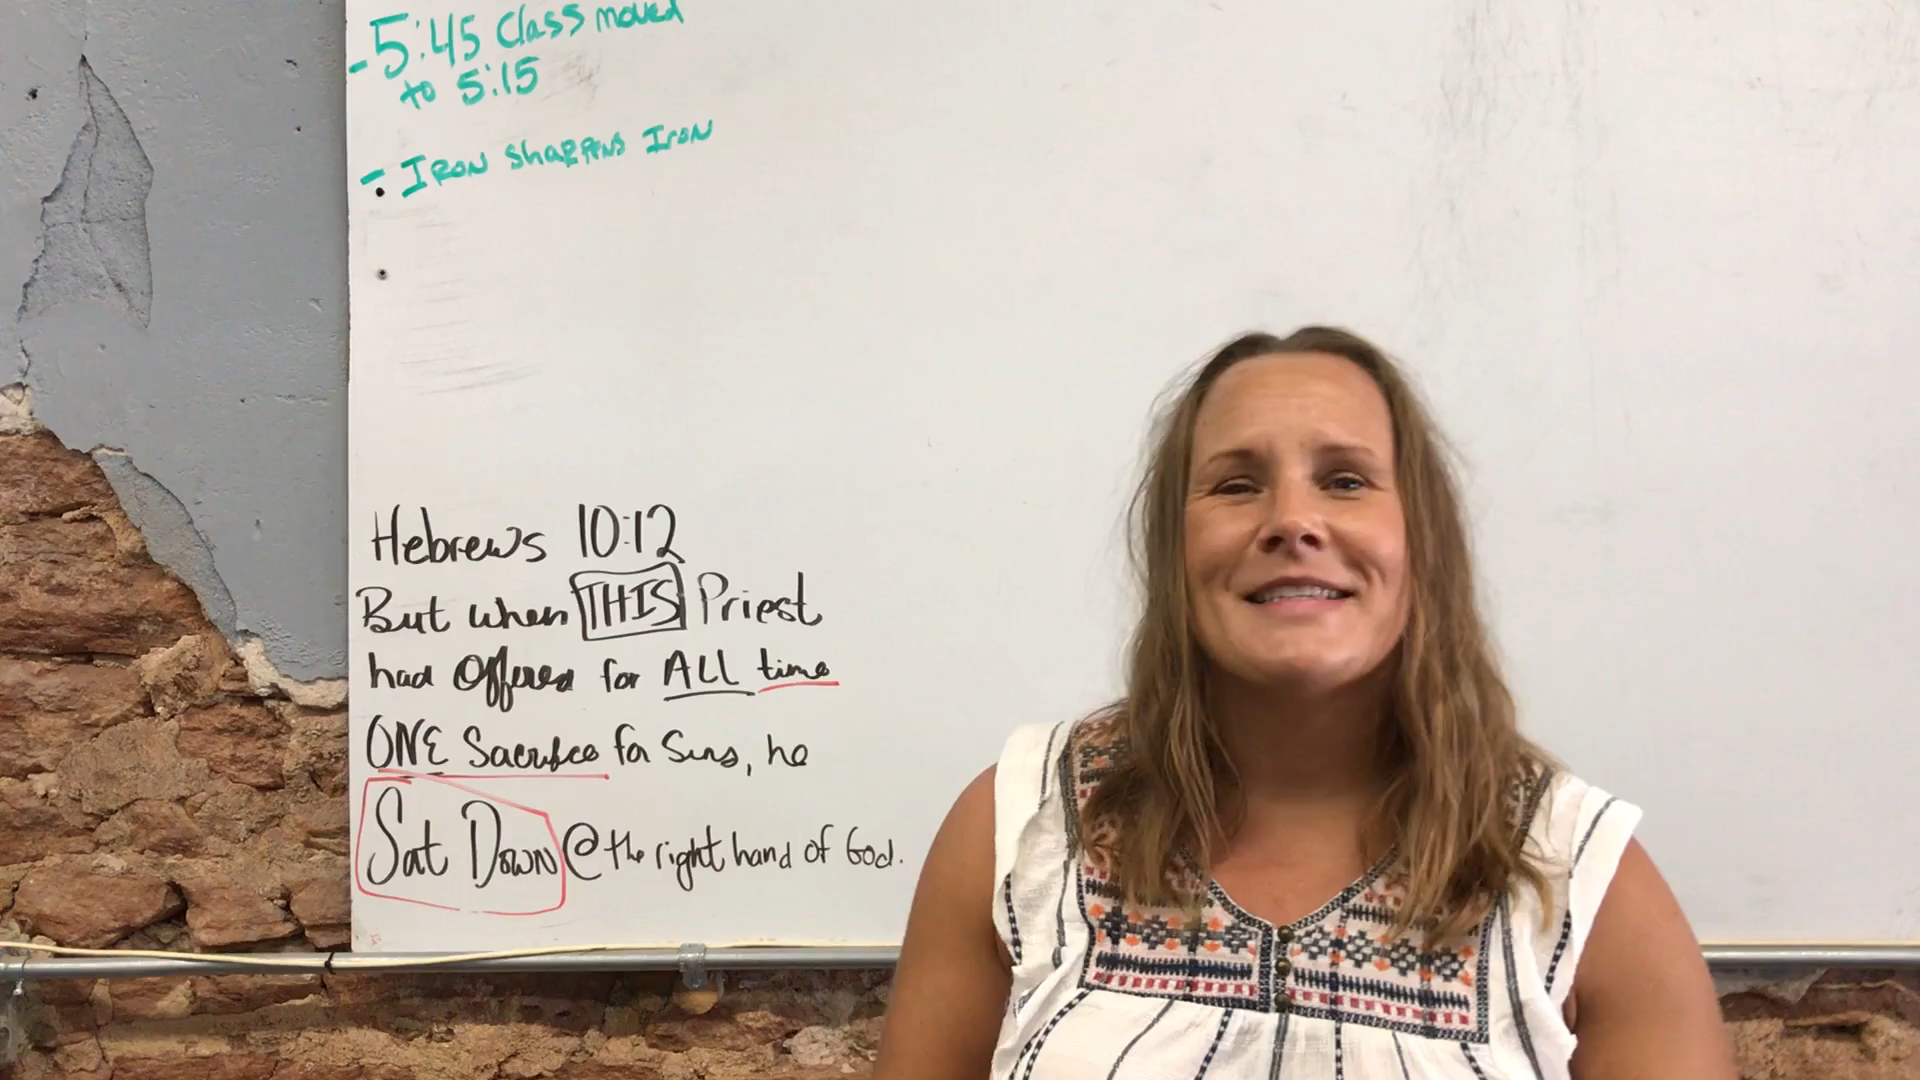 - 5:45 Class moved
to 5:15
- Iron sharpens Iron
Hebrews 10:12
But when THIS Priest
had offered for ALL time
ONE Sacrifice for Sins, he
Sat Down @ the right hand of God.